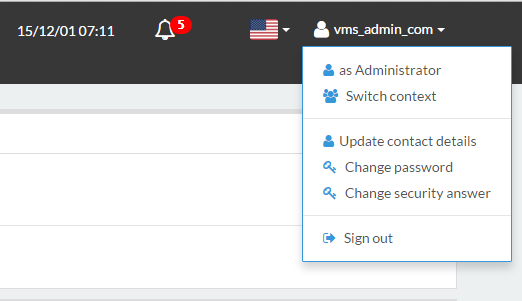 15/12/01 07:11
5
vms_admin_com
as Administrator
Switch context
Update contact details
Change password
Change security answer
Sign out